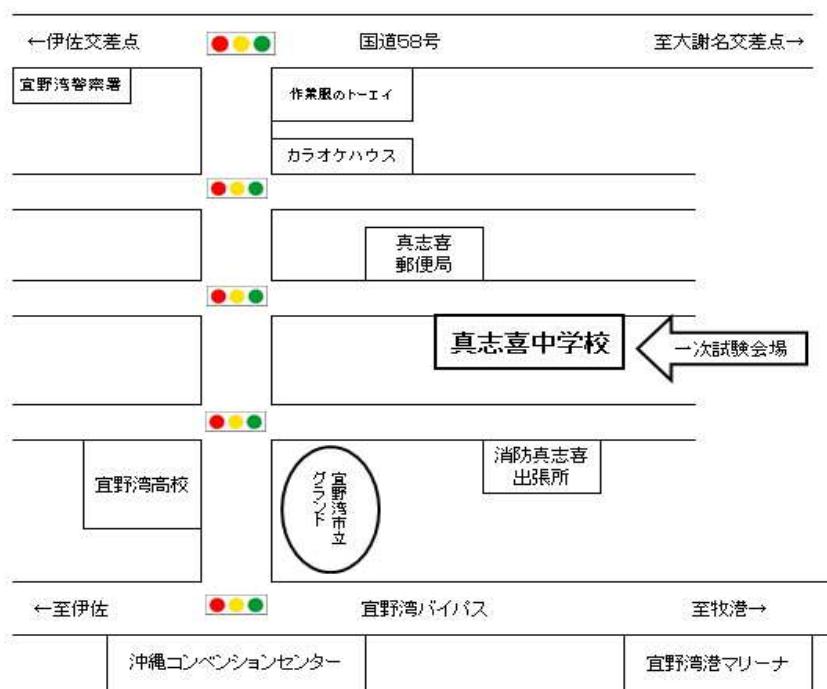 ←伊佐交差点
国道58号
至大謝名交差点→
宜野湾警察署
作業服のトーエイ
カラオケハウス
真志喜
郵便局
真志喜中学校
一次試験会場
宜野湾高校
宜野湾市立
グランド
消防真志喜
出張所
←至伊佐
宜野湾バイパス
至牧港→
沖縄コンベンションセンター
宜野湾港マリーナ